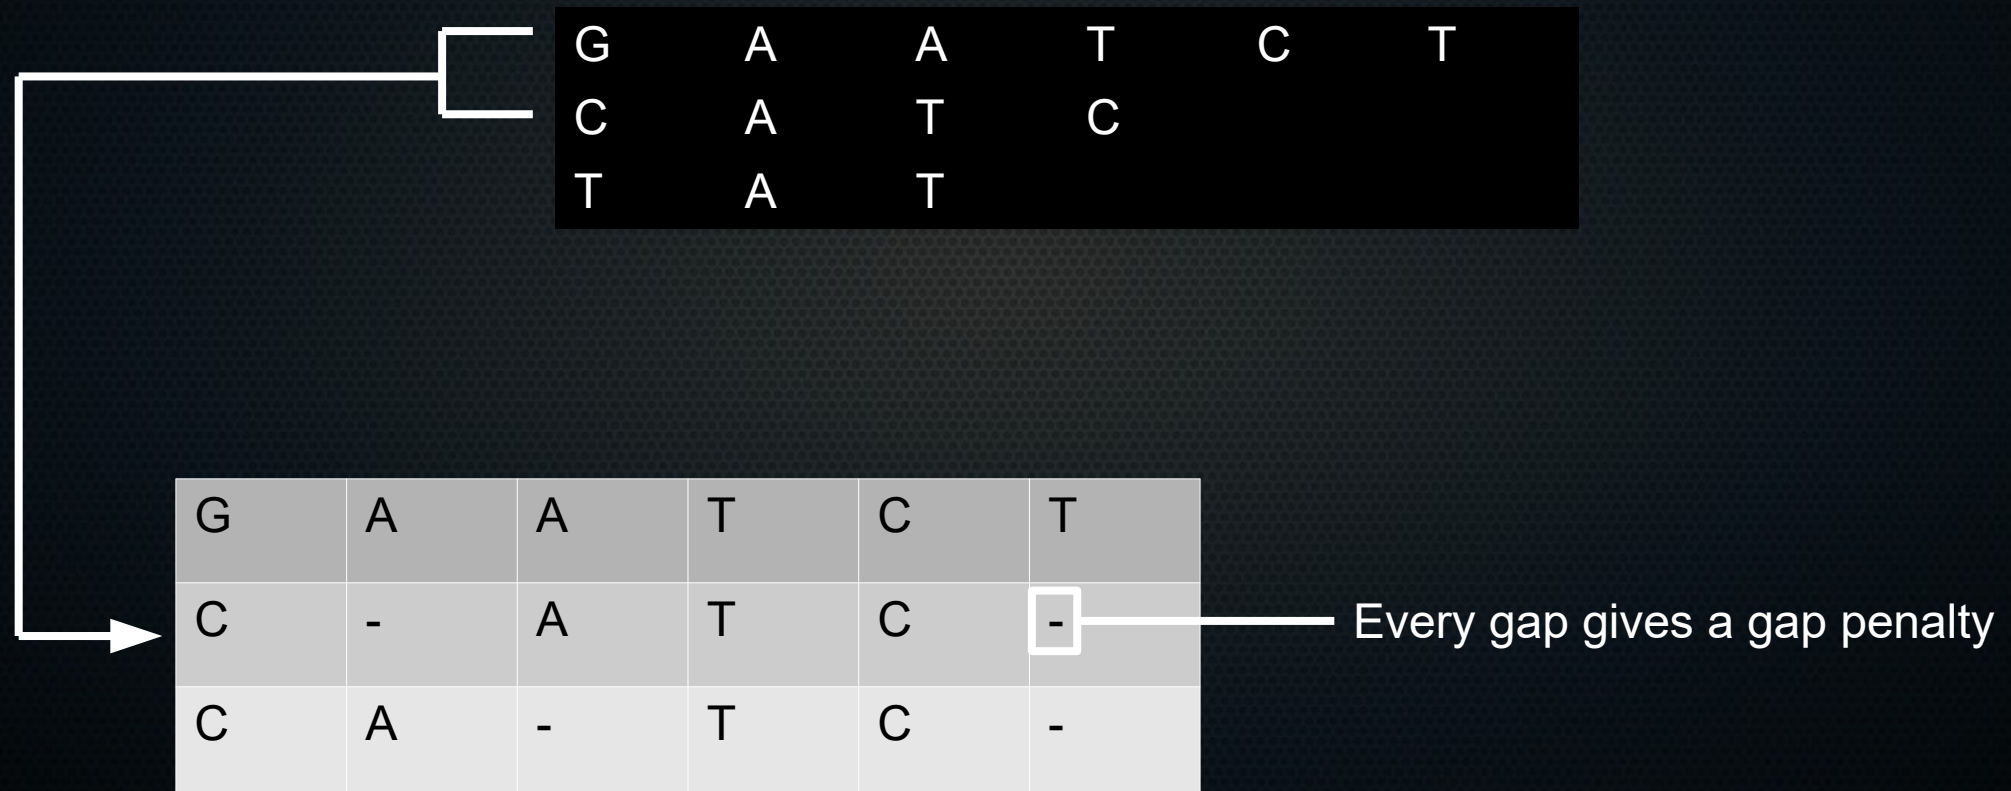 G A A T C T
C A T C
T A T
G A A T C T
C - A T C -
Every gap gives a gap penalty
C A - T C -